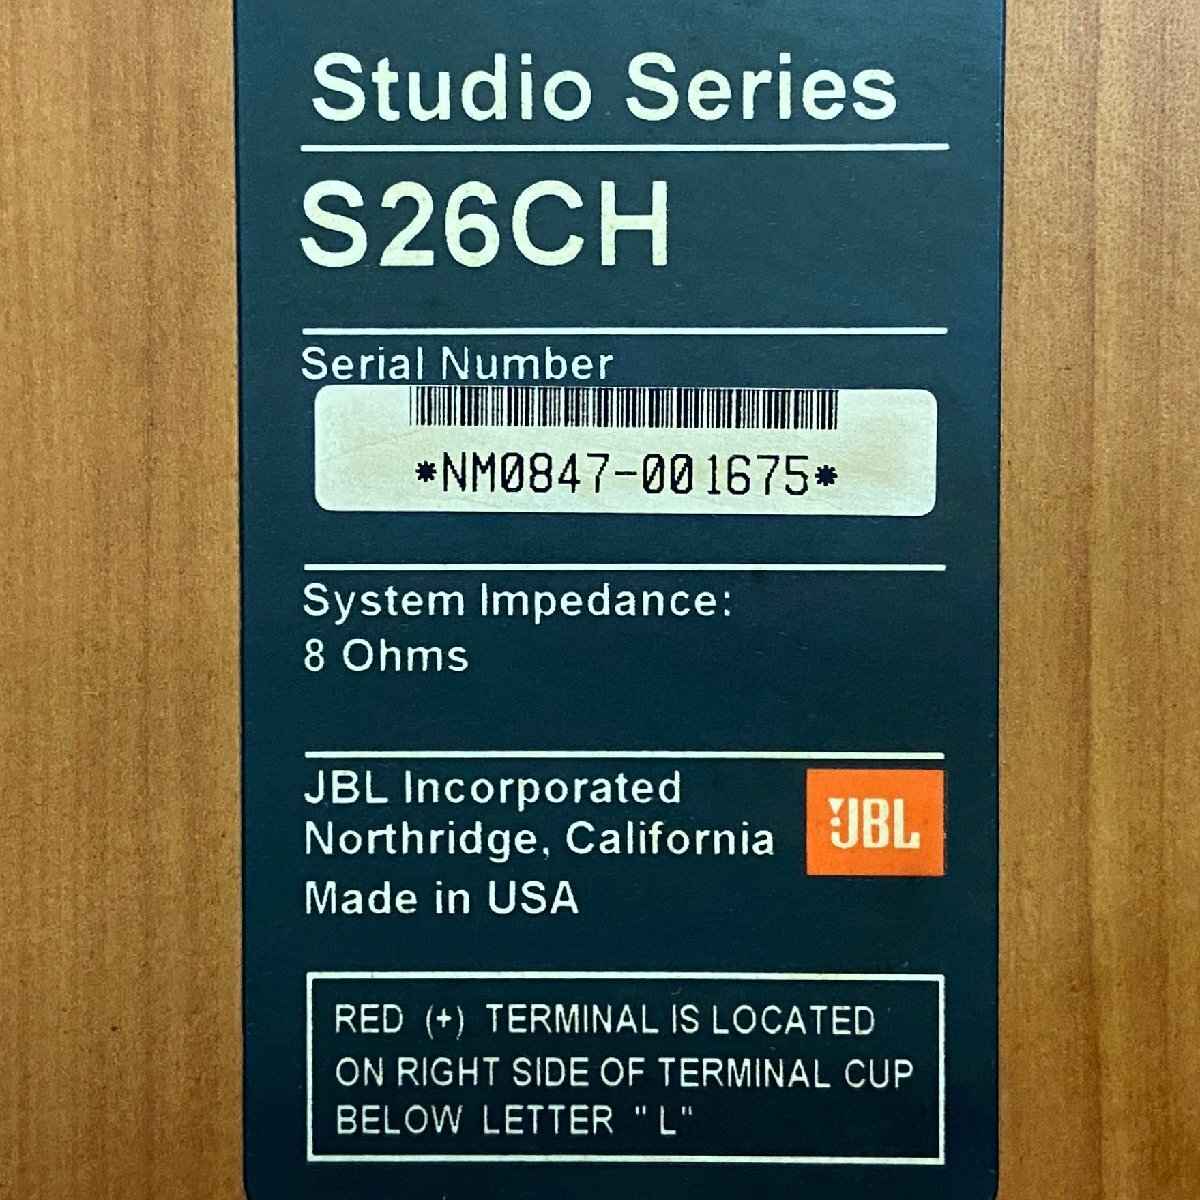 Studio Series
S26CH
Serial Number
*NM0847-001675*
System Impedance:
8 Ohms
JBL Incorporated
Northridge, California
Made in USA
JBL
RED (+) TERMINAL IS LOCATED
ON RIGHT SIDE OF TERMINAL CUP
BELOW LETTER "L"